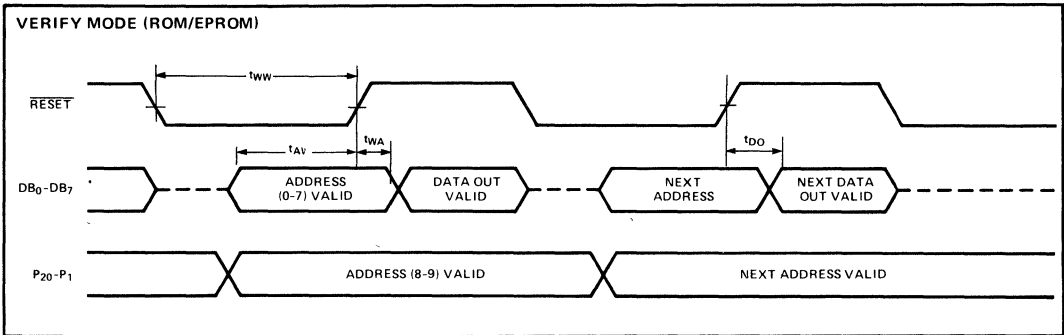 VERIFY MODE (ROM/EPROM)
tWW
RESET
tAV
tWA
tDO
DB0-DB7
ADDRESS
(0-7) VALID
DATA OUT
VALID
NEXT
ADDRESS
NEXT DATA
OUT VALID
P20-P1
ADDRESS (8-9) VALID
NEXT ADDRESS VALID